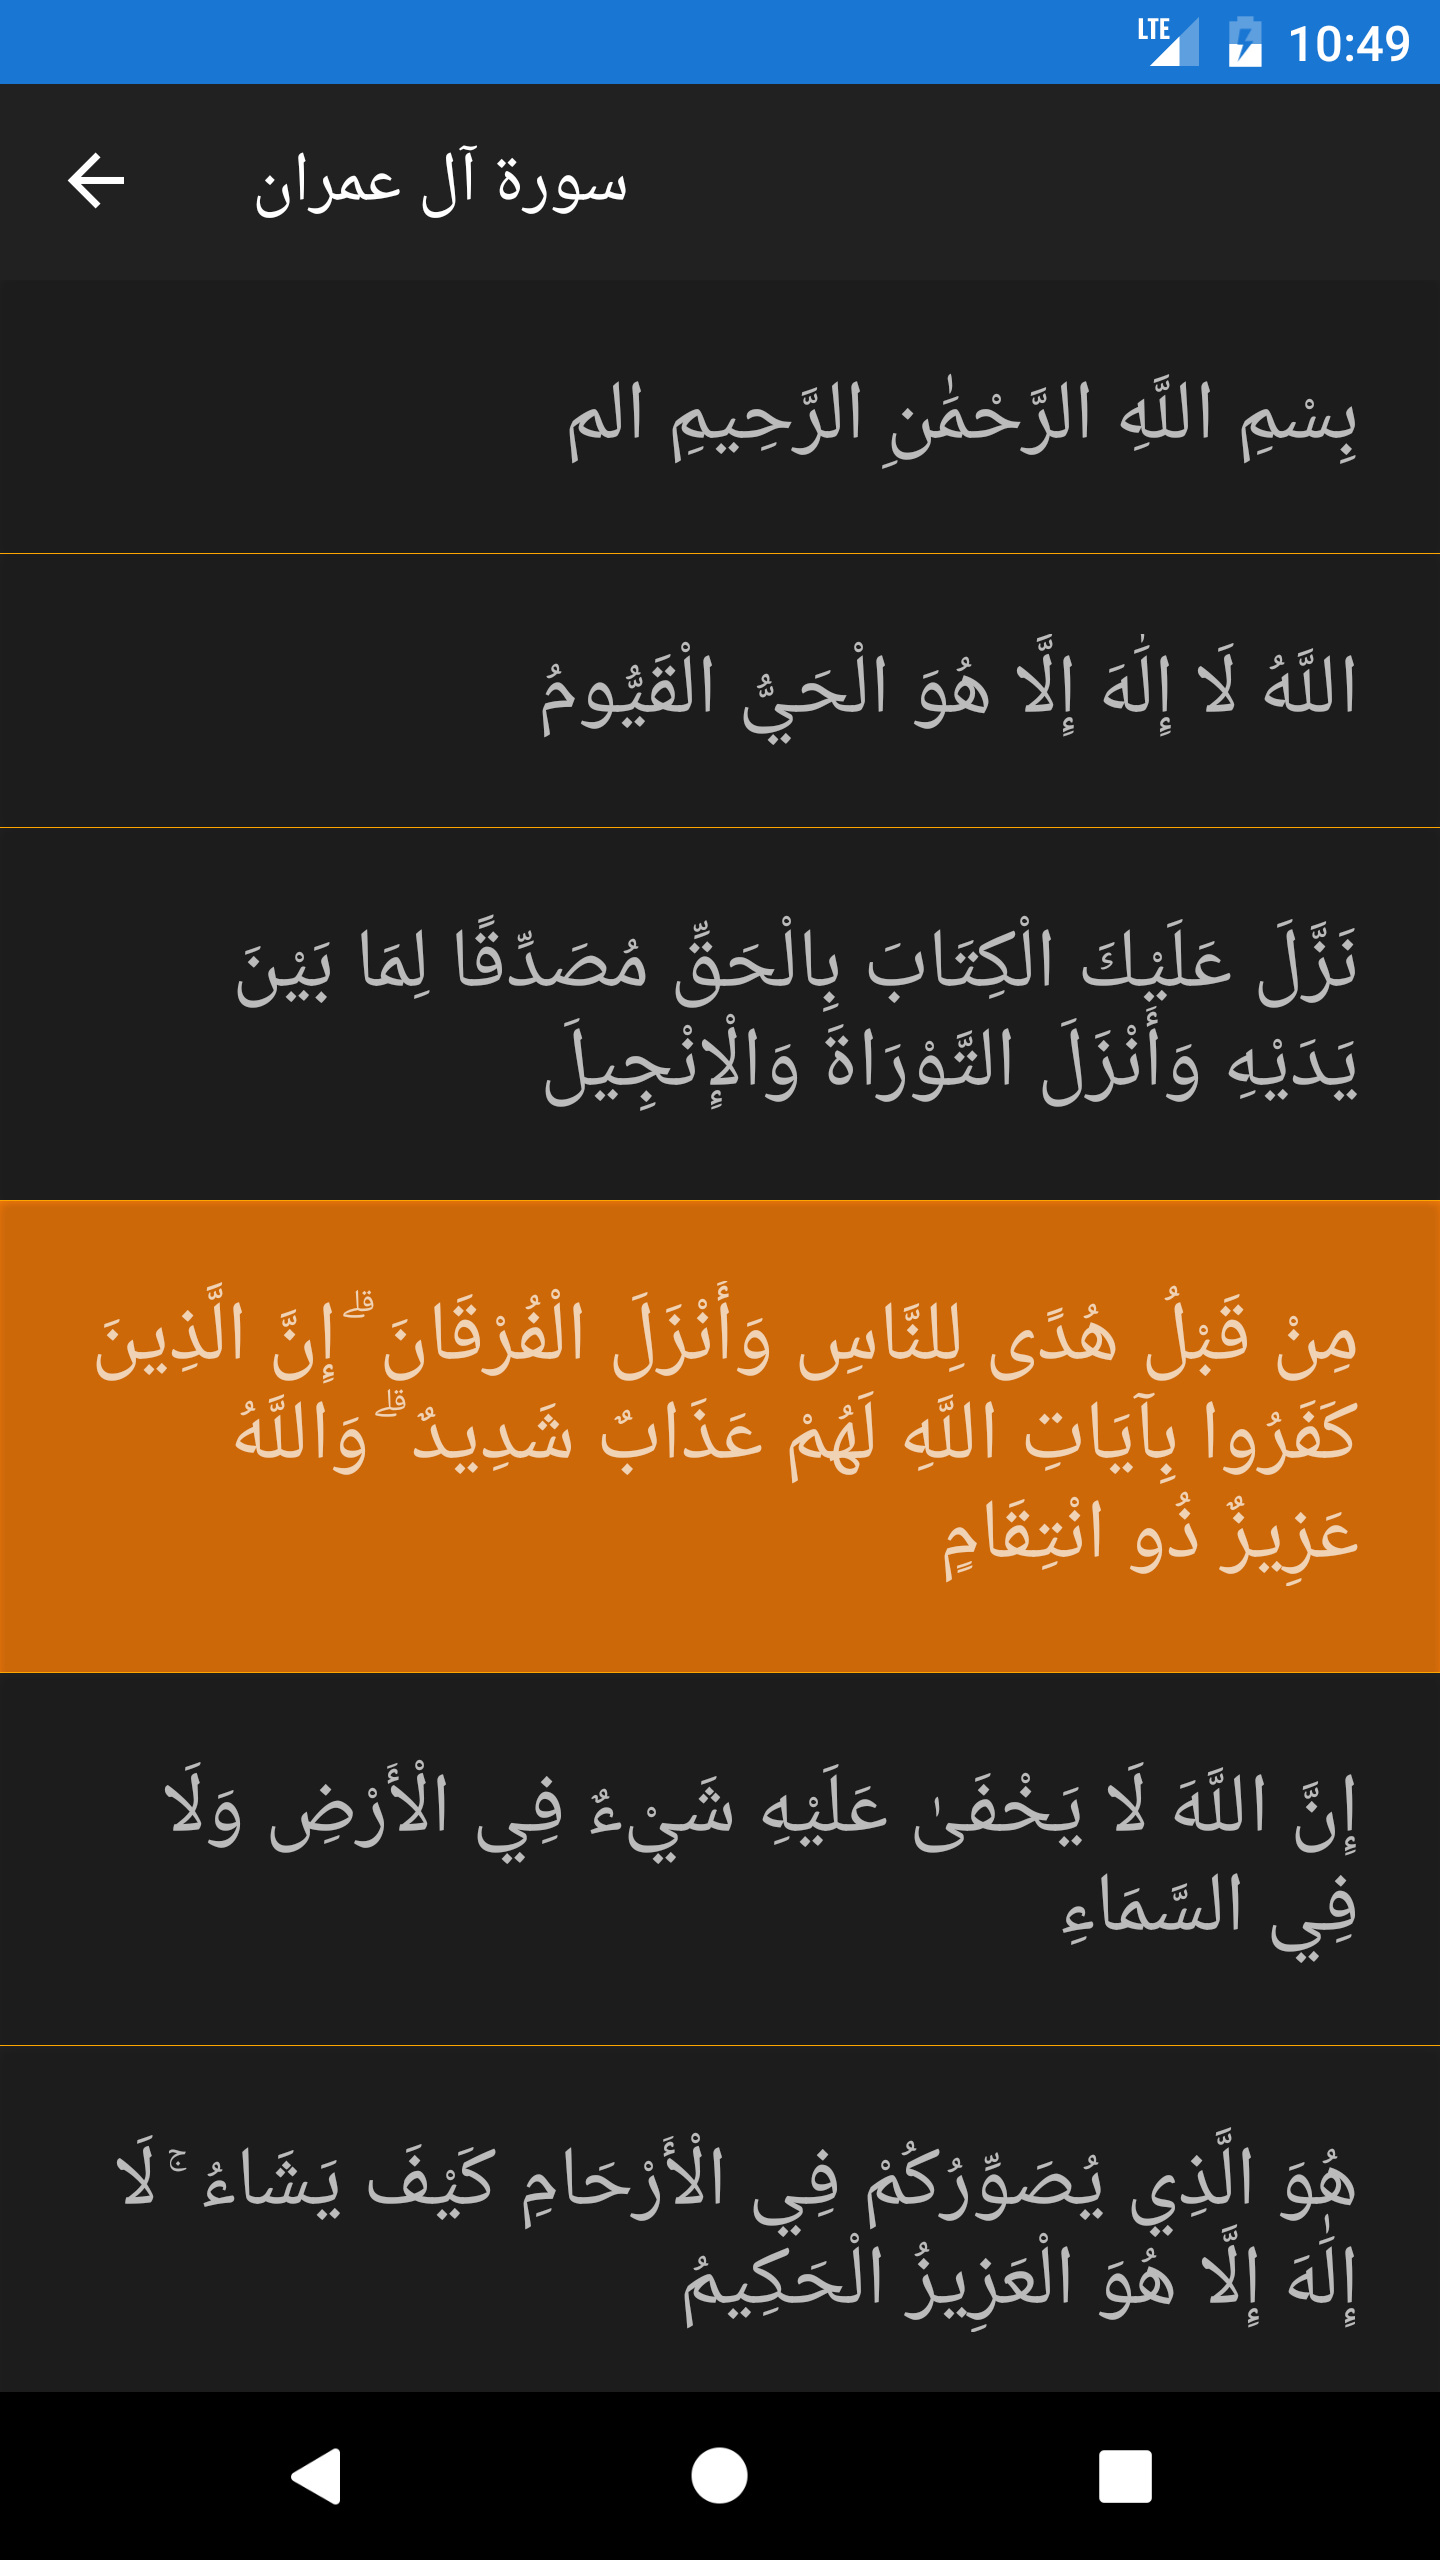 LTE 10:49
سورة آل عمران
بِسْمِ اللَّهِ الرَّحْمَٰنِ الرَّحِيمِ الم
اللَّهُ لَا إِلَٰهَ إِلَّا هُوَ الْحَيُّ الْقَيُّومُ
نَزَّلَ عَلَيْكَ الْكِتَابَ بِالْحَقِّ مُصَدِّقًا لِمَا بَيْنَ
يَدَيْهِ وَأَنْزَلَ التَّوْرَاةَ وَالْإِنْجِيلَ
مِنْ قَبْلُ هُدًى لِلنَّاسِ وَأَنْزَلَ الْفُرْقَانَ ۗ إِنَّ الَّذِينَ
كَفَرُوا بِآيَاتِ اللَّهِ لَهُمْ عَذَابٌ شَدِيدٌ ۗ وَاللَّهُ
عَزِيزٌ ذُو انْتِقَامٍ
إِنَّ اللَّهَ لَا يَخْفَىٰ عَلَيْهِ شَيْءٌ فِي الْأَرْضِ وَلَا
فِي السَّمَاءِ
هُوَ الَّذِي يُصَوِّرُكُمْ فِي الْأَرْحَامِ كَيْفَ يَشَاءُ ۚ لَا
إِلَٰهَ إِلَّا هُوَ الْعَزِيزُ الْحَكِيمُ